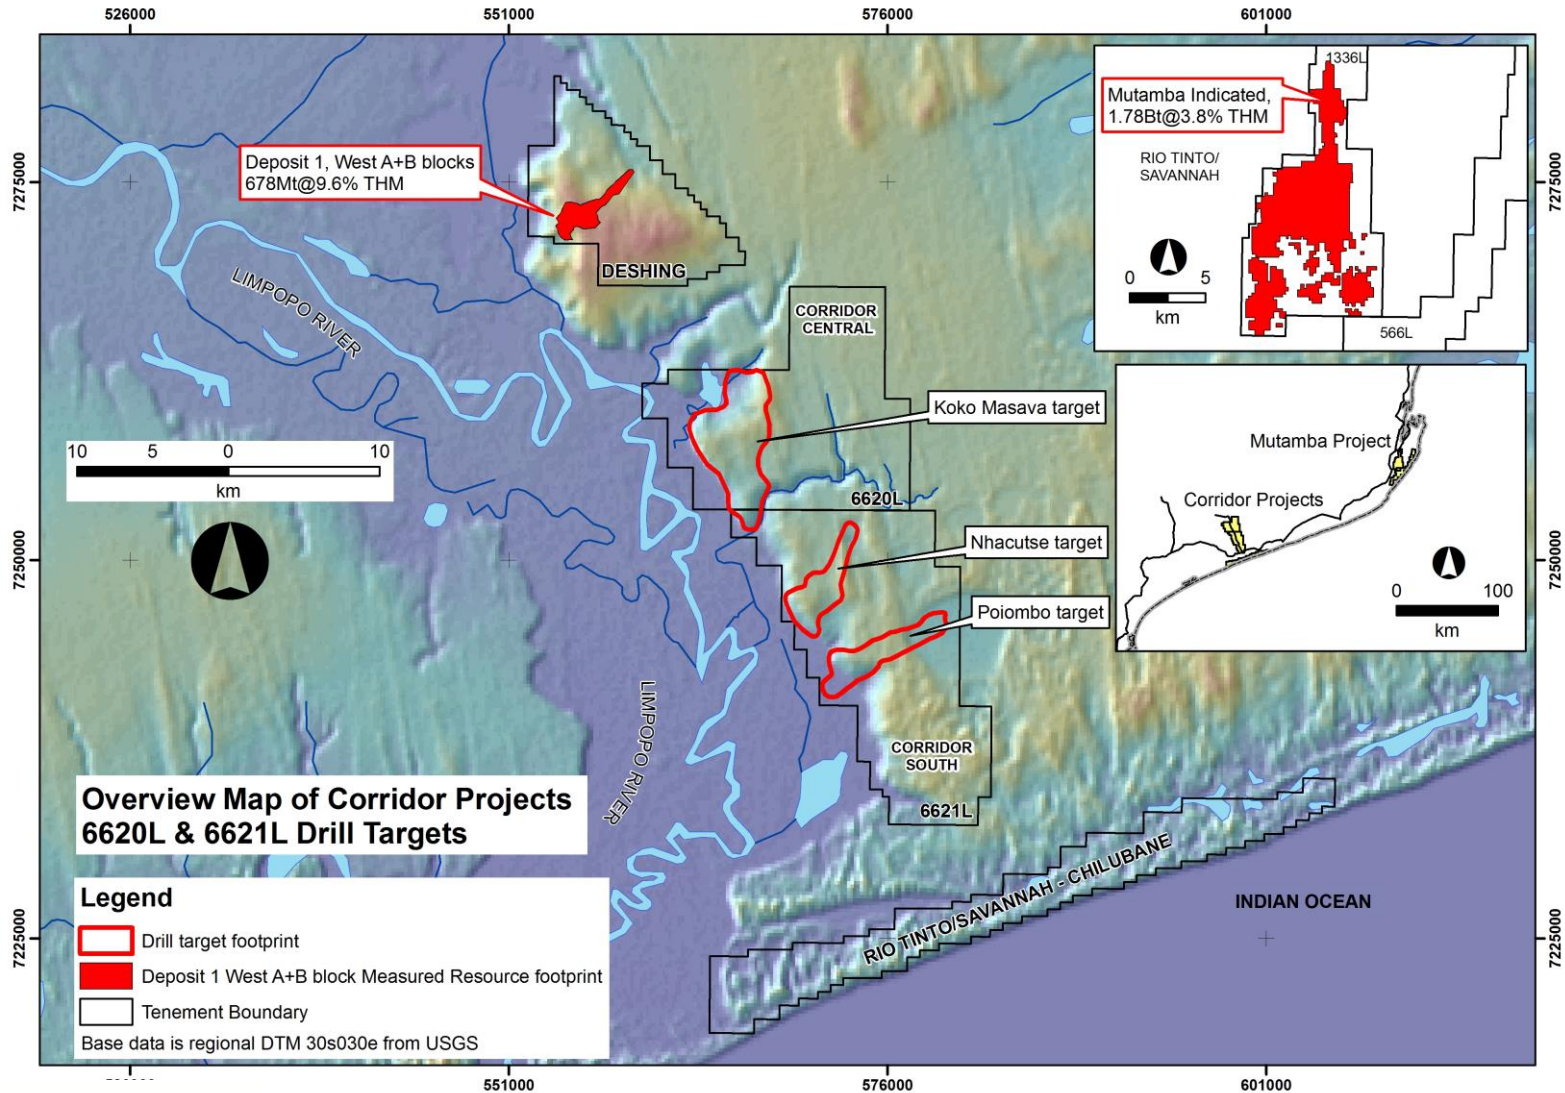 526000
551000
576000
601000
7275000
7275000
7250000
7250000
7225000
7225000
Deposit 1, West A+B blocks
678Mt@9.6% THM
DESHING
CORRIDOR
CENTRAL
LIMPOPO RIVER
Koko Masava target
6620L
Nhacutse target
Poiombo target
LIMPOPO RIVER
CORRIDOR
SOUTH
6621L
RIO TINTO/SAVANNAH - CHILUBANE
INDIAN OCEAN
10 5 0 10
km
1336L
Mutamba Indicated,
1.78Bt@3.8% THM
RIO TINTO/
SAVANNAH
0 5
km
566L
Mutamba Project
Corridor Projects
0 100
km
Overview Map of Corridor Projects
6620L & 6621L Drill Targets
Legend
Drill target footprint
Deposit 1 West A+B block Measured Resource footprint
Tenement Boundary
Base data is regional DTM 30s030e from USGS
551000
576000
601000